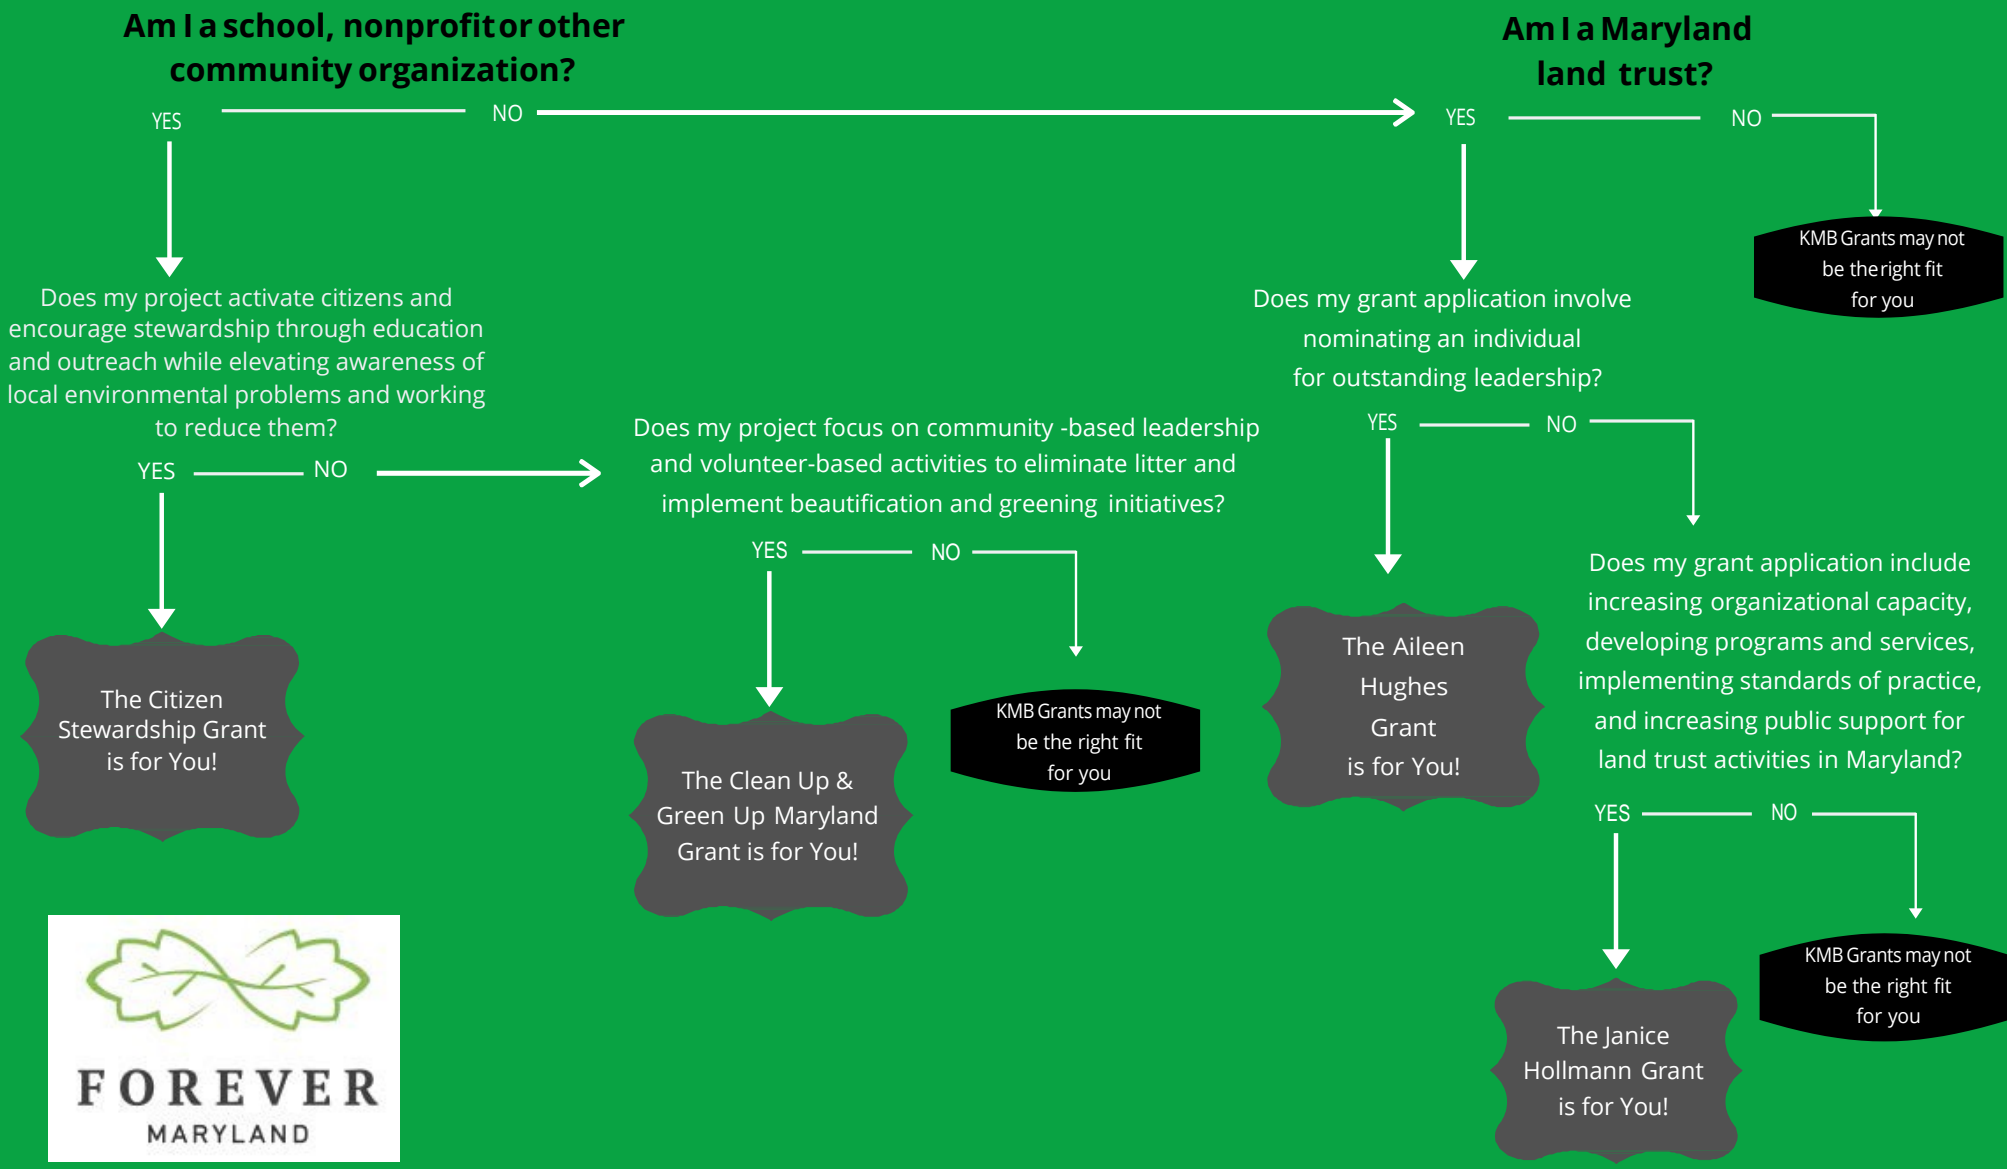 Am I a school, nonprofit or other
community organization?
YES
NO
Does my project activate citizens and
encourage stewardship through education
and outreach while elevating awareness of
local environmental problems and working
to reduce them?
YES
NO
The Citizen
Stewardship Grant
is for You!
Does my project focus on community -based leadership
and volunteer-based activities to eliminate litter and
implement beautification and greening initiatives?
YES
NO
The Clean Up &
Green Up Maryland
Grant is for You!
KMB Grants may not
be the right fit
for you
Am I a Maryland
land trust?
YES
NO
KMB Grants may not
be the right fit
for you
Does my grant application involve
nominating an individual
for outstanding leadership?
YES
NO
The Aileen
Hughes
Grant
is for You!
Does my grant application include
increasing organizational capacity,
developing programs and services,
implementing standards of practice,
and increasing public support for
land trust activities in Maryland?
YES
NO
The Janice
Hollmann Grant
is for You!
KMB Grants may not
be the right fit
for you
FOREVER
MARYLAND